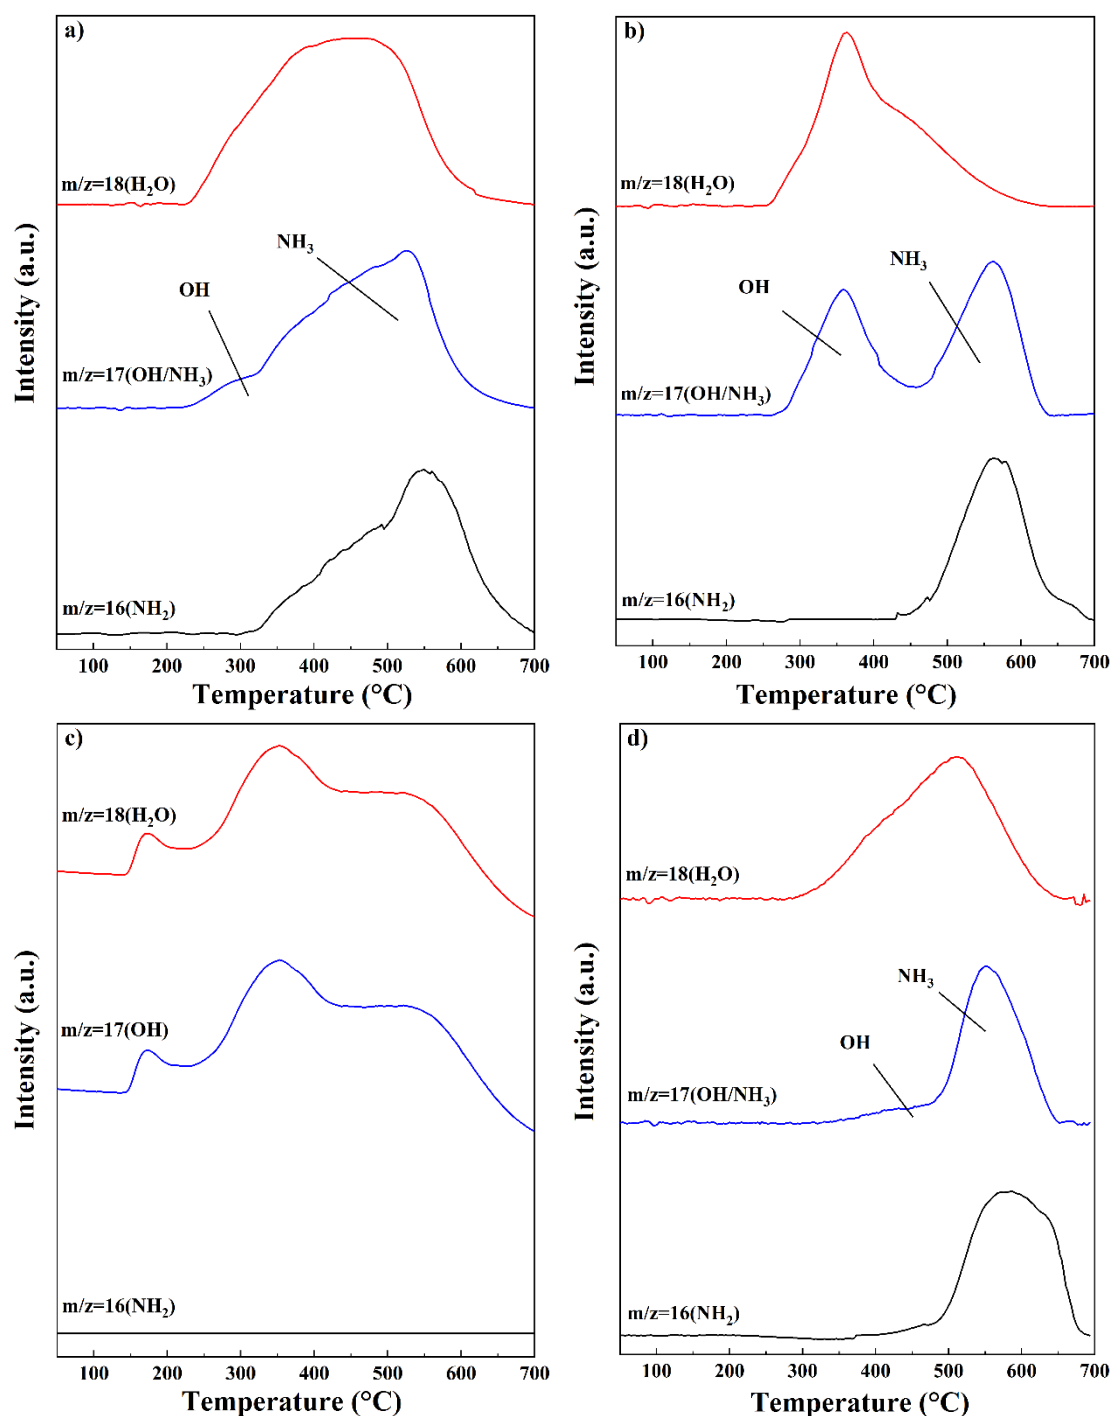 a)
m/z=18(H₂O)
NH₃
OH
m/z=17(OH/NH₃)
m/z=16(NH₂)
Intensity (a.u.)
100 200 300 400 500 600 700
Temperature (°C)
b)
m/z=18(H₂O)
NH₃
OH
m/z=17(OH/NH₃)
m/z=16(NH₂)
Intensity (a.u.)
100 200 300 400 500 600 700
Temperature (°C)
c)
m/z=18(H₂O)
m/z=17(OH)
m/z=16(NH₂)
Intensity (a.u.)
100 200 300 400 500 600 700
Temperature (°C)
d)
m/z=18(H₂O)
NH₃
OH
m/z=17(OH/NH₃)
m/z=16(NH₂)
Intensity (a.u.)
100 200 300 400 500 600 700
Temperature (°C)